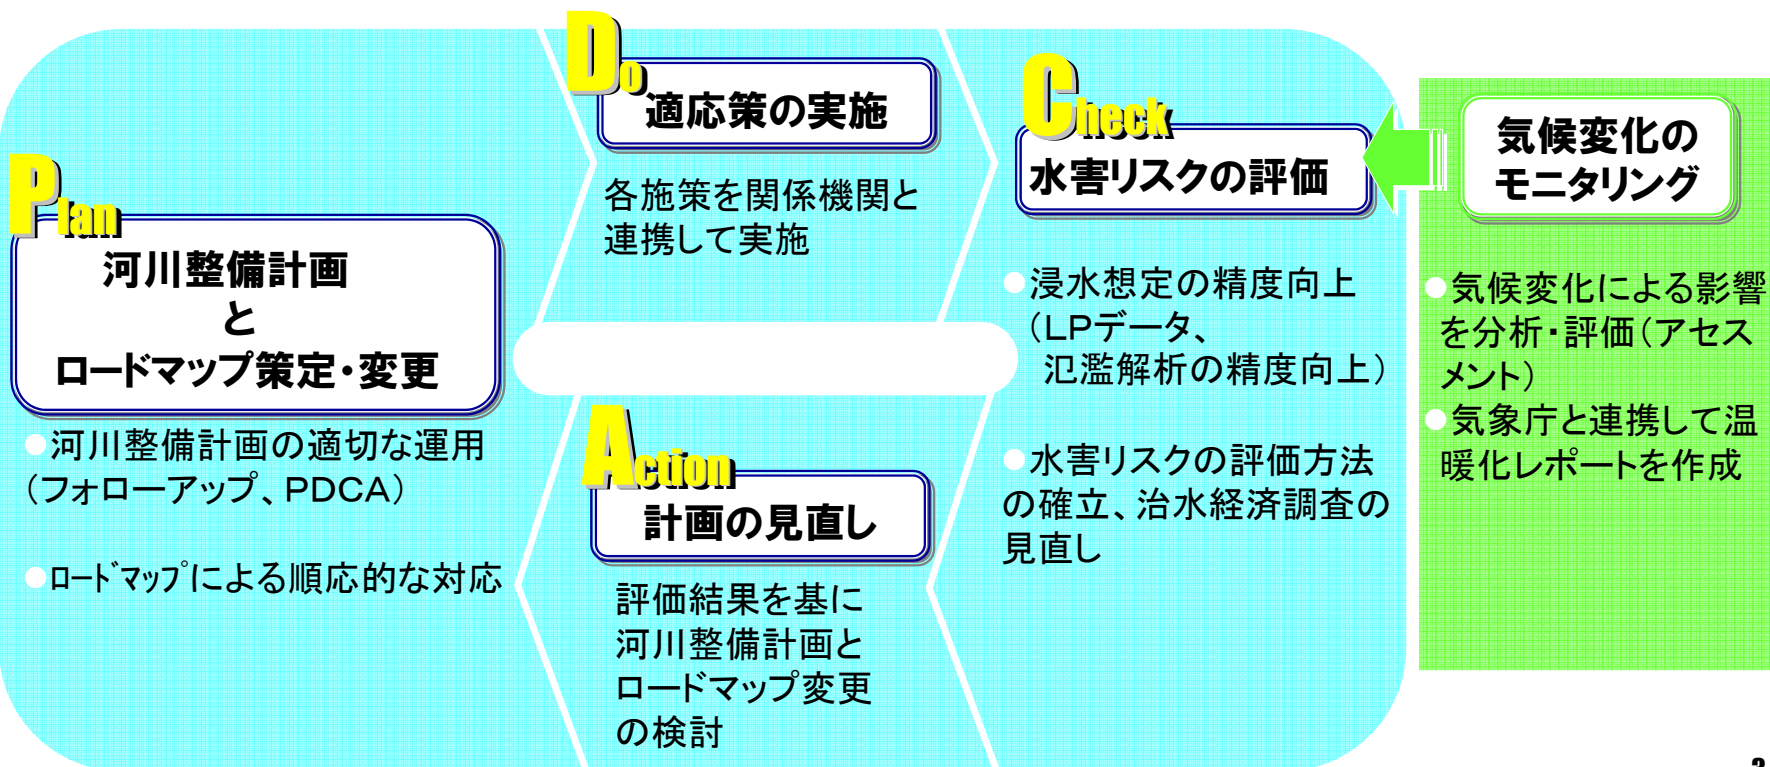 Plan
河川整備計画
と
ロードマップ策定・変更
●河川整備計画の適切な運用
（フォローアップ、PDCA）
●ロードマップによる順応的な対応
Do
適応策の実施
各施策を関係機関と
連携して実施
Check
水害リスクの評価
●浸水想定の精度向上
（LPデータ、
氾濫解析の精度向上）
●水害リスクの評価方法
の確立、治水経済調査の
見直し
Action
計画の見直し
評価結果を基に
河川整備計画と
ロードマップ変更
の検討
気候変化の
モニタリング
●気候変化による影響
を分析・評価（アセス
メント）
●気象庁と連携して温
暖化レポートを作成